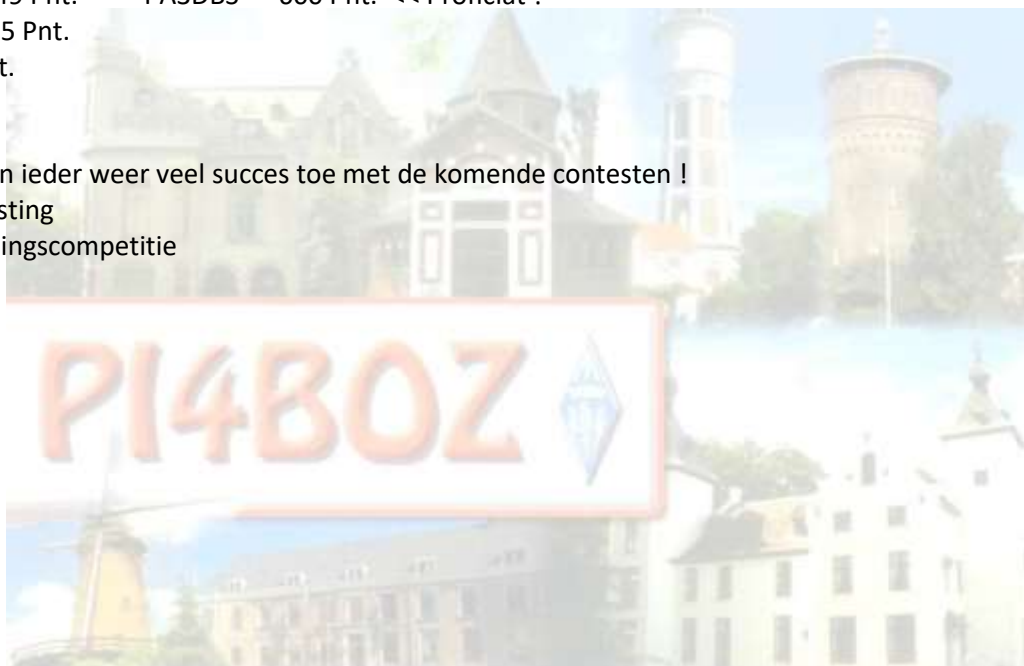 5 Pnt.
t.
n ieder weer veel succes toe met de komende contesten !
sting
ingscompetitie
PI4BOZ